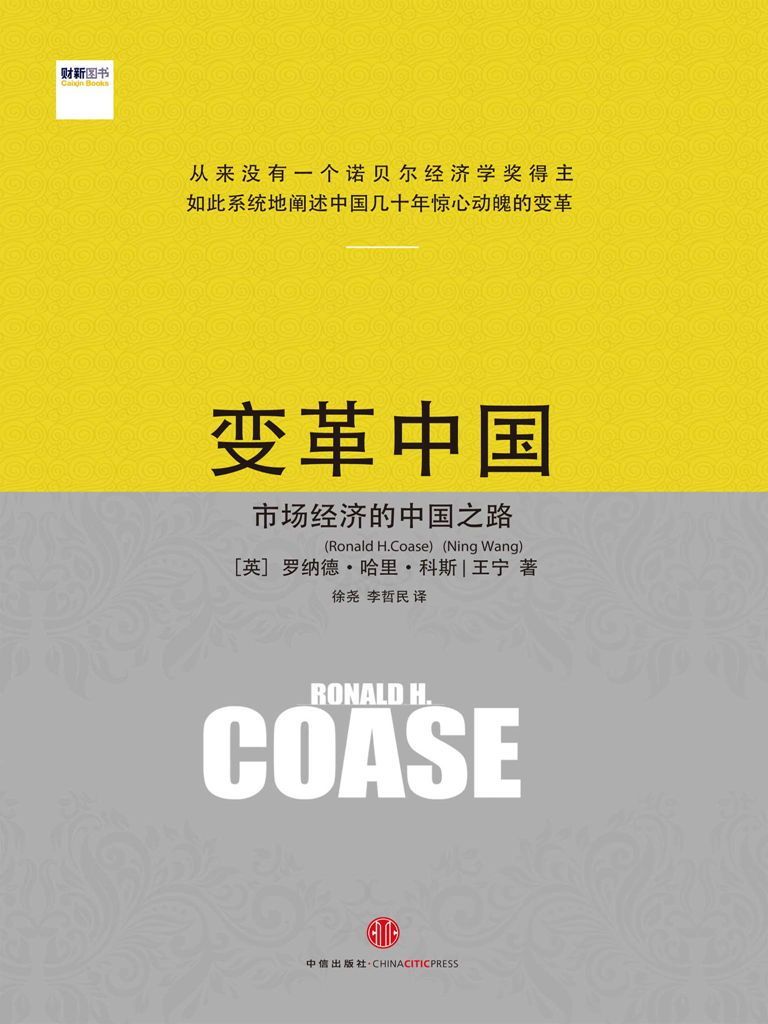 财新图书
Caixin Books
从来没有一个诺贝尔经济学奖得主
如此系统地阐述中国几十年惊心动魄的变革
变革中国
市场经济的中国之路
(Ronald H.Coase) (Ning Wang)
[英] 罗纳德·哈里·科斯|王宁 著
徐尧 李哲民 译
RONALD H.
COASE
中信出版社·CHINACITICPRESS